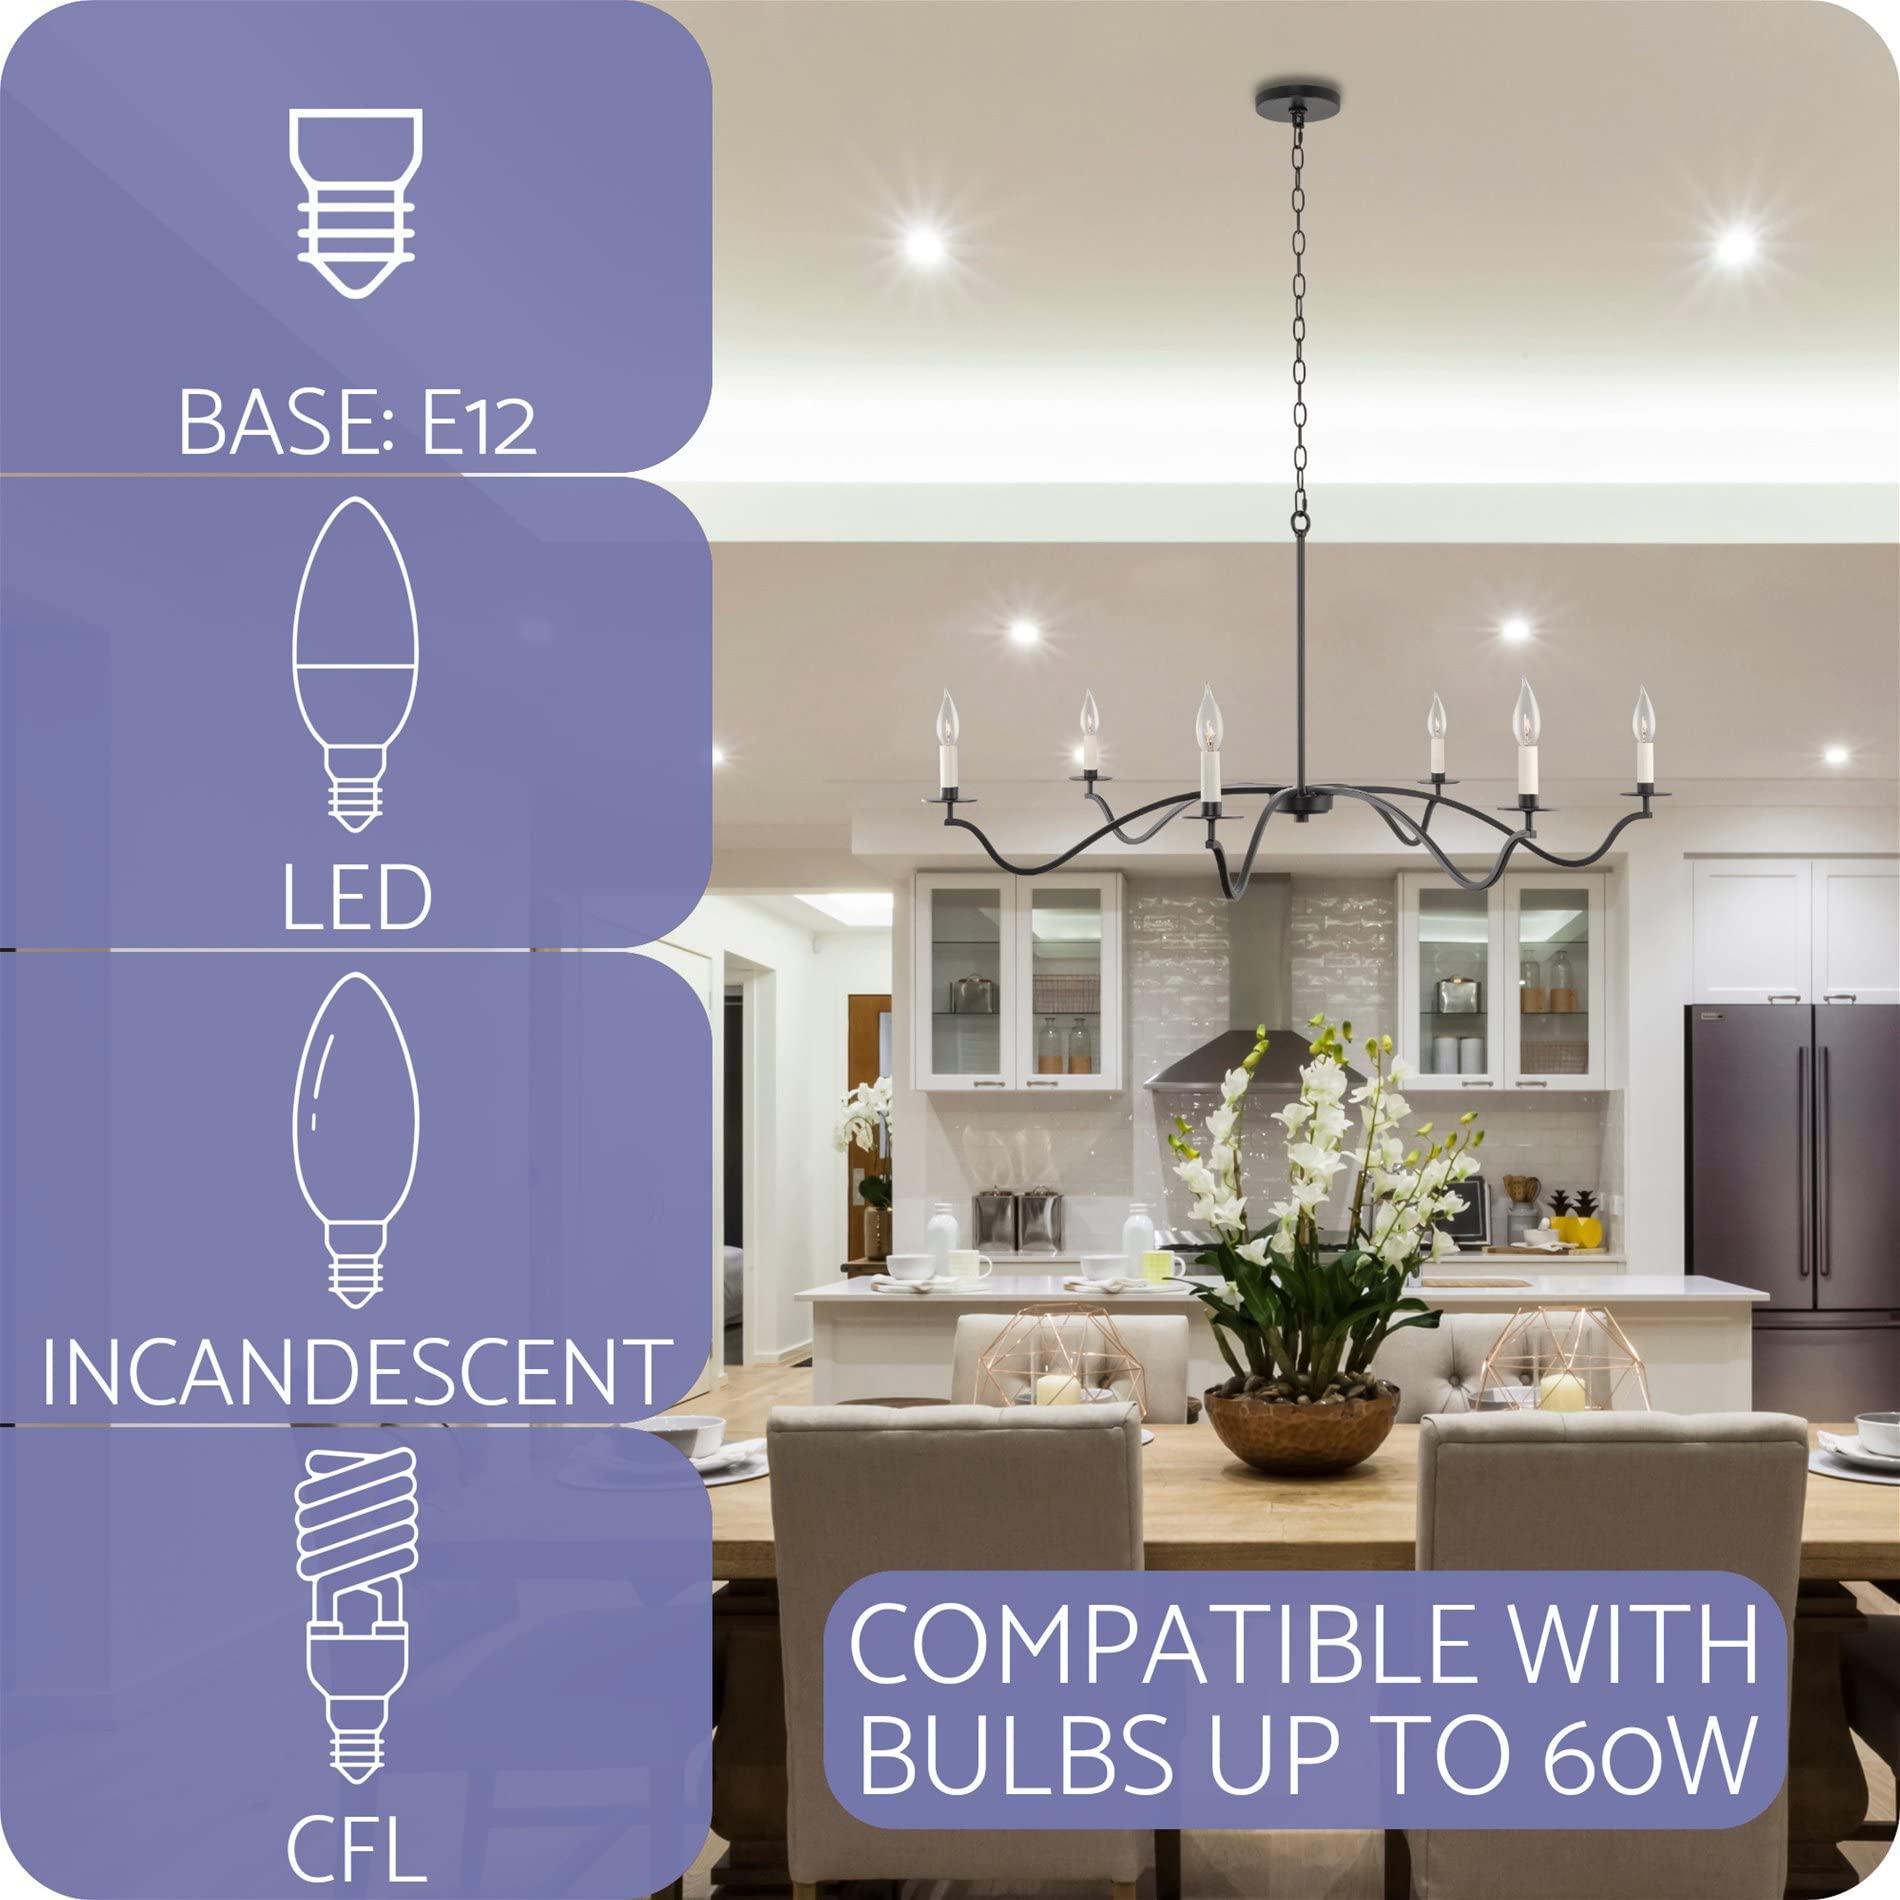 BASE: E12
LED
INCANDESCENT
CFL
COMPATIBLE WITH
BULBS UP TO 60W